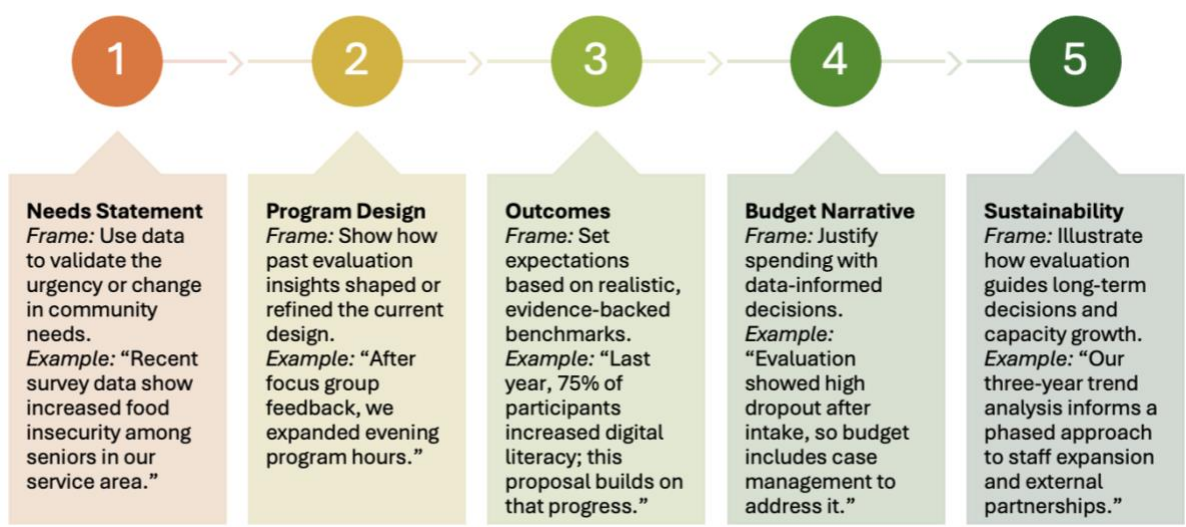 1
2
3
4
5
Needs Statement
Frame: Use data
to validate the
urgency or change
in community
needs.
Example: “Recent
survey data show
increased food
insecurity among
seniors in our
service area.”
Program Design
Frame: Show how
past evaluation
insights shaped or
refined the current
design.
Example: “After
focus group
feedback, we
expanded evening
program hours.”
Outcomes
Frame: Set
expectations
based on realistic,
evidence-backed
benchmarks.
Example: “Last
year, 75% of
participants
increased digital
literacy; this
proposal builds on
that progress.”
Budget Narrative
Frame: Justify
spending with
data-informed
decisions.
Example:
“Evaluation
showed high
dropout after
intake, so budget
includes case
management to
address it.”
Sustainability
Frame: Illustrate
how evaluation
guides long-term
decisions and
capacity growth.
Example: “Our
three-year trend
analysis informs a
phased approach
to staff expansion
and external
partnerships.”